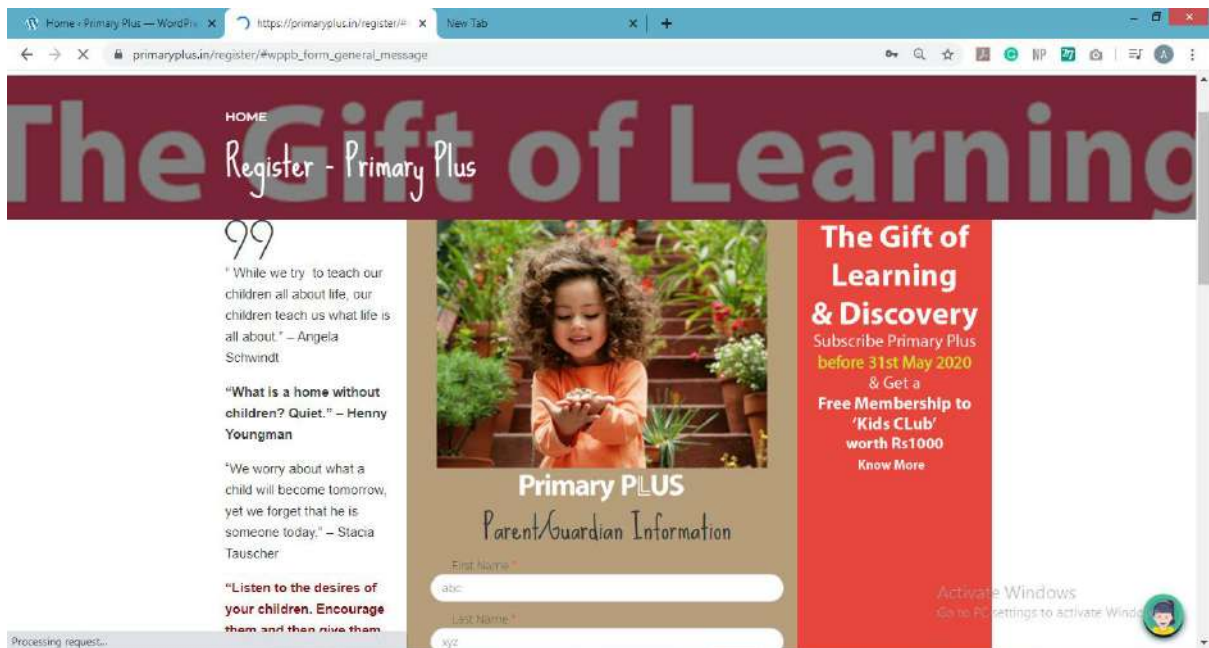 Home ‹ Primary Plus — WordPre
https://primaryplus.in/register/#
New Tab
primaryplus.in/register/#wppb_form_general_message
NP
A
The Gift of Learning
HOME
Register - Primary Plus
99
" While we try to teach our
children all about life, our
children teach us what life is
all about." – Angela
Schwindt
“What is a home without
children? Quiet.” – Henny
Youngman
“We worry about what a
child will become tomorrow,
yet we forget that he is
someone today.” – Stacia
Tauscher
“Listen to the desires of
your children. Encourage
them and then give them
Primary PLUS
Parent/Guardian Information
First Name *
abc
Last Name *
xyz
The Gift of
Learning
& Discovery
Subscribe Primary Plus
before 31st May 2020
& Get a
Free Membership to
‘Kids CLub’
worth Rs1000
Know More
Activate Windows
Go to PC settings to activate Windo
Processing request...